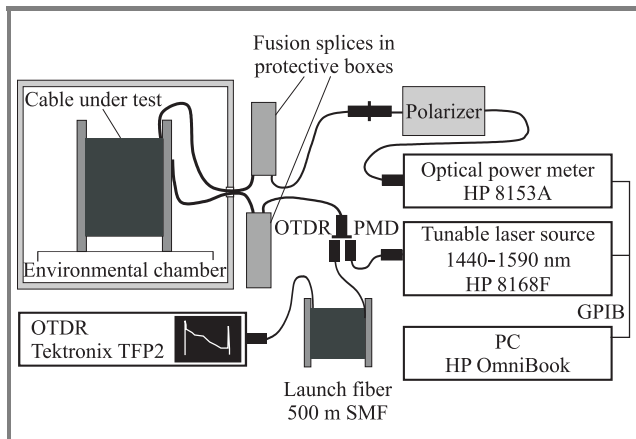 Fusion splices in
protective boxes
Cable under test
Polarizer
Optical power meter
HP 8153A
OTDR PMD
Tunable laser source
1440-1590 nm
HP 8168F
Environmental chamber
GPIB
OTDR
Tektronix TFP2
PC
HP OmniBook
Launch fiber
500 m SMF